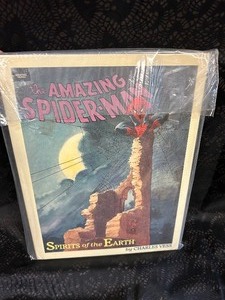 The AMAZING
SPIDER-MAN
SPIRITS of the EARTH
by CHARLES VESS